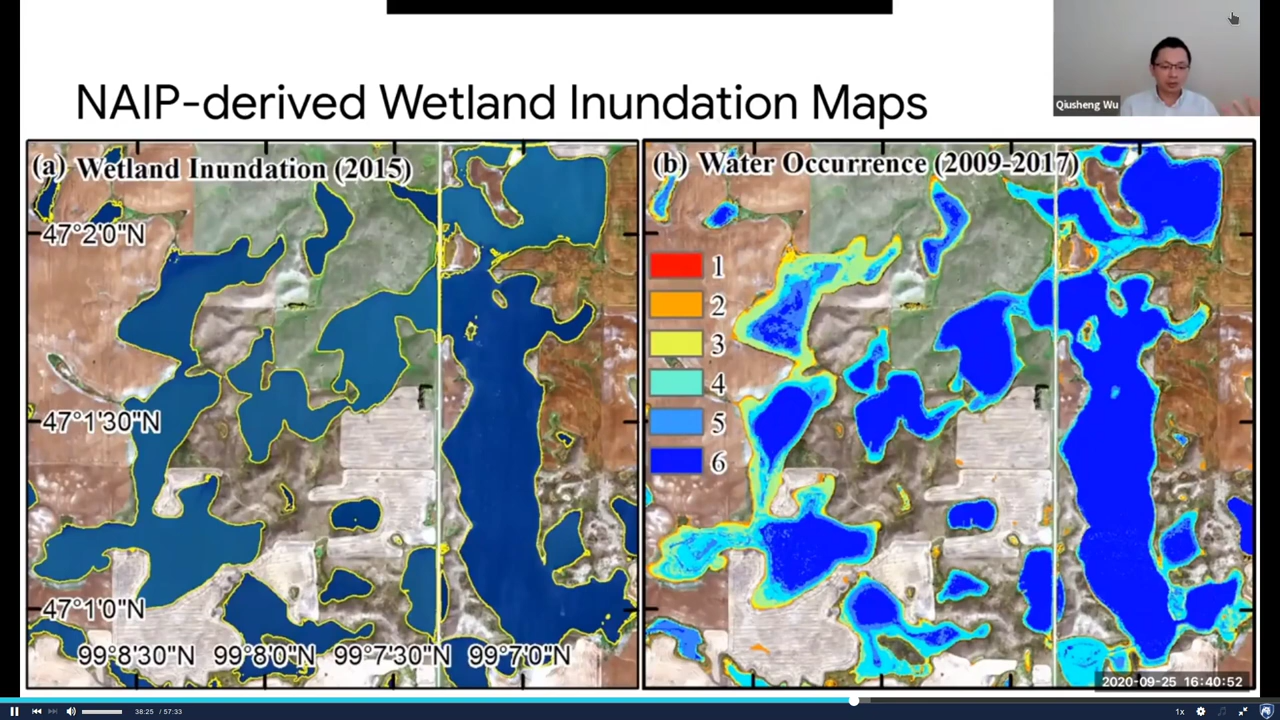 NAIP-derived Wetland Inundation Maps
Qiusheng Wu
(a) Wetland Inundation (2015)
47°2'0"N
47°1'30"N
47°1'0"N
99°8'30"N 99°8'0"N 99°7'30"N 99°7'0"N
(b) Water Occurrence (2009-2017)
1
2
3
4
5
6
2020-09-25 16:40:52
38:25 / 57:33
1x